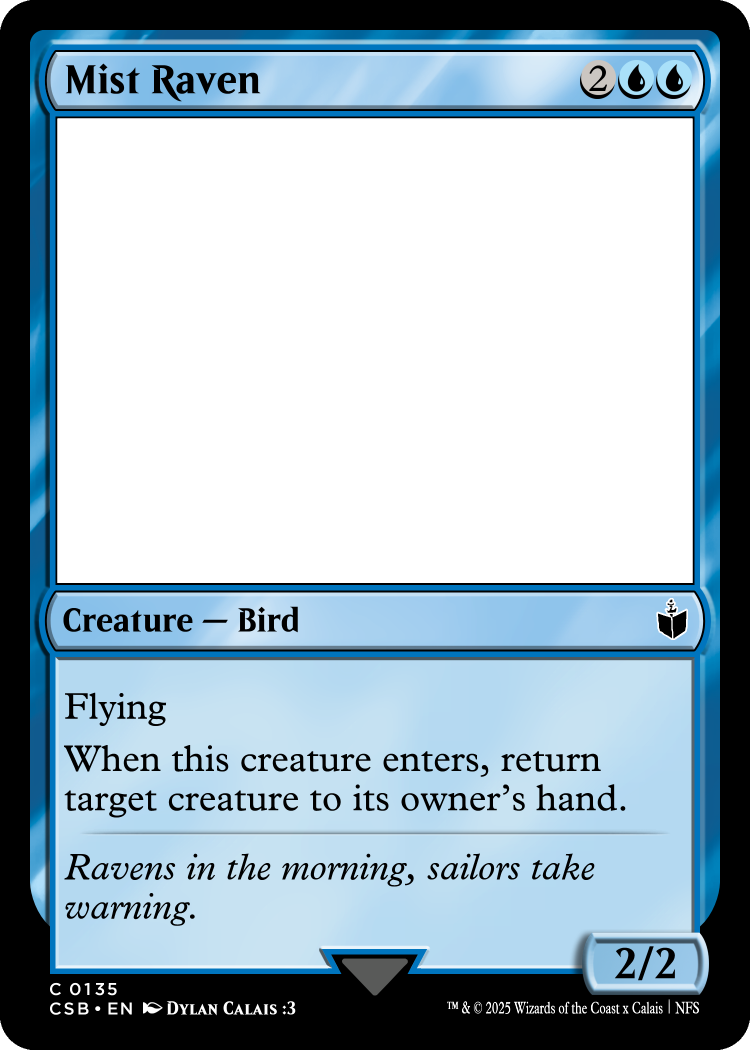 Mist Raven 2
Creature — Bird
Flying
When this creature enters, return
target creature to its owner's hand.
Ravens in the morning, sailors take
warning.
2/2
C 0135
CSB • EN Dylan Calais :3
™ & © 2025 Wizards of the Coast x Calais | NFS